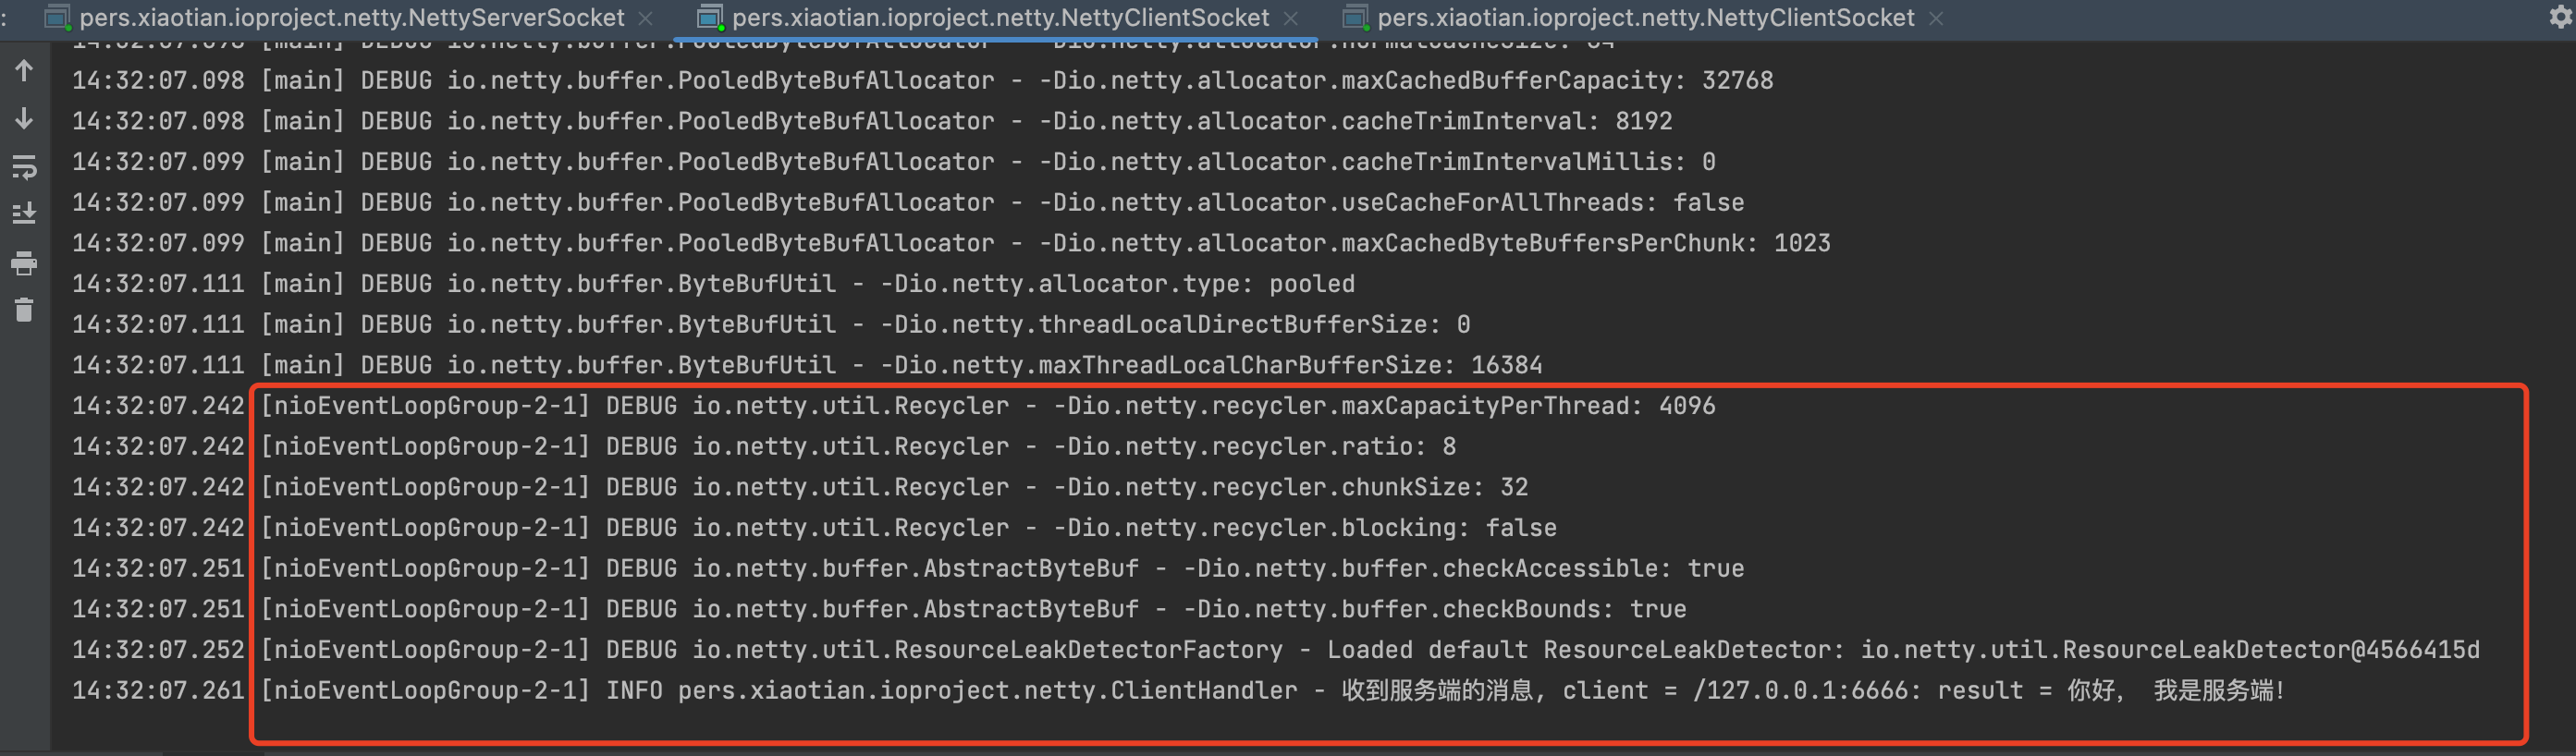 : pers.xiaotian.ioproject.netty.NettyServerSocket × pers.xiaotian.ioproject.netty.NettyClientSocket × pers.xiaotian.ioproject.netty.NettyClientSocket ×
14:32:07.098 [main] DEBUG io.netty.buffer.PooledByteBufAllocator - -Dio.netty.allocator.normalCacheSize: 64
14:32:07.098 [main] DEBUG io.netty.buffer.PooledByteBufAllocator - -Dio.netty.allocator.maxCachedBufferCapacity: 32768
14:32:07.098 [main] DEBUG io.netty.buffer.PooledByteBufAllocator - -Dio.netty.allocator.cacheTrimInterval: 8192
14:32:07.099 [main] DEBUG io.netty.buffer.PooledByteBufAllocator - -Dio.netty.allocator.cacheTrimIntervalMillis: 0
14:32:07.099 [main] DEBUG io.netty.buffer.PooledByteBufAllocator - -Dio.netty.allocator.useCacheForAllThreads: false
14:32:07.099 [main] DEBUG io.netty.buffer.PooledByteBufAllocator - -Dio.netty.allocator.maxCachedByteBuffersPerChunk: 1023
14:32:07.111 [main] DEBUG io.netty.buffer.ByteBufUtil - -Dio.netty.allocator.type: pooled
14:32:07.111 [main] DEBUG io.netty.buffer.ByteBufUtil - -Dio.netty.threadLocalDirectBufferSize: 0
14:32:07.111 [main] DEBUG io.netty.buffer.ByteBufUtil - -Dio.netty.maxThreadLocalCharBufferSize: 16384
14:32:07.242 [nioEventLoopGroup-2-1] DEBUG io.netty.util.Recycler - -Dio.netty.recycler.maxCapacityPerThread: 4096
14:32:07.242 [nioEventLoopGroup-2-1] DEBUG io.netty.util.Recycler - -Dio.netty.recycler.ratio: 8
14:32:07.242 [nioEventLoopGroup-2-1] DEBUG io.netty.util.Recycler - -Dio.netty.recycler.chunkSize: 32
14:32:07.242 [nioEventLoopGroup-2-1] DEBUG io.netty.util.Recycler - -Dio.netty.recycler.blocking: false
14:32:07.251 [nioEventLoopGroup-2-1] DEBUG io.netty.buffer.AbstractByteBuf - -Dio.netty.buffer.checkAccessible: true
14:32:07.251 [nioEventLoopGroup-2-1] DEBUG io.netty.buffer.AbstractByteBuf - -Dio.netty.buffer.checkBounds: true
14:32:07.252 [nioEventLoopGroup-2-1] DEBUG io.netty.util.ResourceLeakDetectorFactory - Loaded default ResourceLeakDetector: io.netty.util.ResourceLeakDetector@4566415d
14:32:07.261 [nioEventLoopGroup-2-1] INFO pers.xiaotian.ioproject.netty.ClientHandler - 收到服务端的消息, client = /127.0.0.1:6666: result = 你好, 我是服务端!